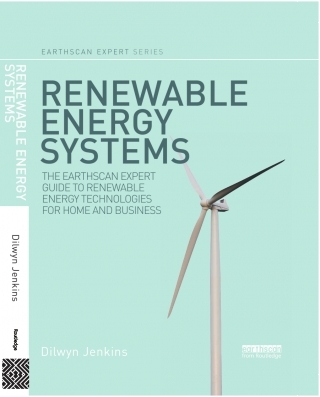 EARTHSCAN EXPERT SERIES
RENEWABLE
ENERGY
SYSTEMS
THE EARTHSCAN EXPERT
GUIDE TO RENEWABLE
ENERGY TECHNOLOGIES
FOR HOME AND BUSINESS
Dilwyn Jenkins
earthscan
from Routledge
RENEWABLE ENERGY
SYSTEMS
Dilwyn Jenkins
Routledge